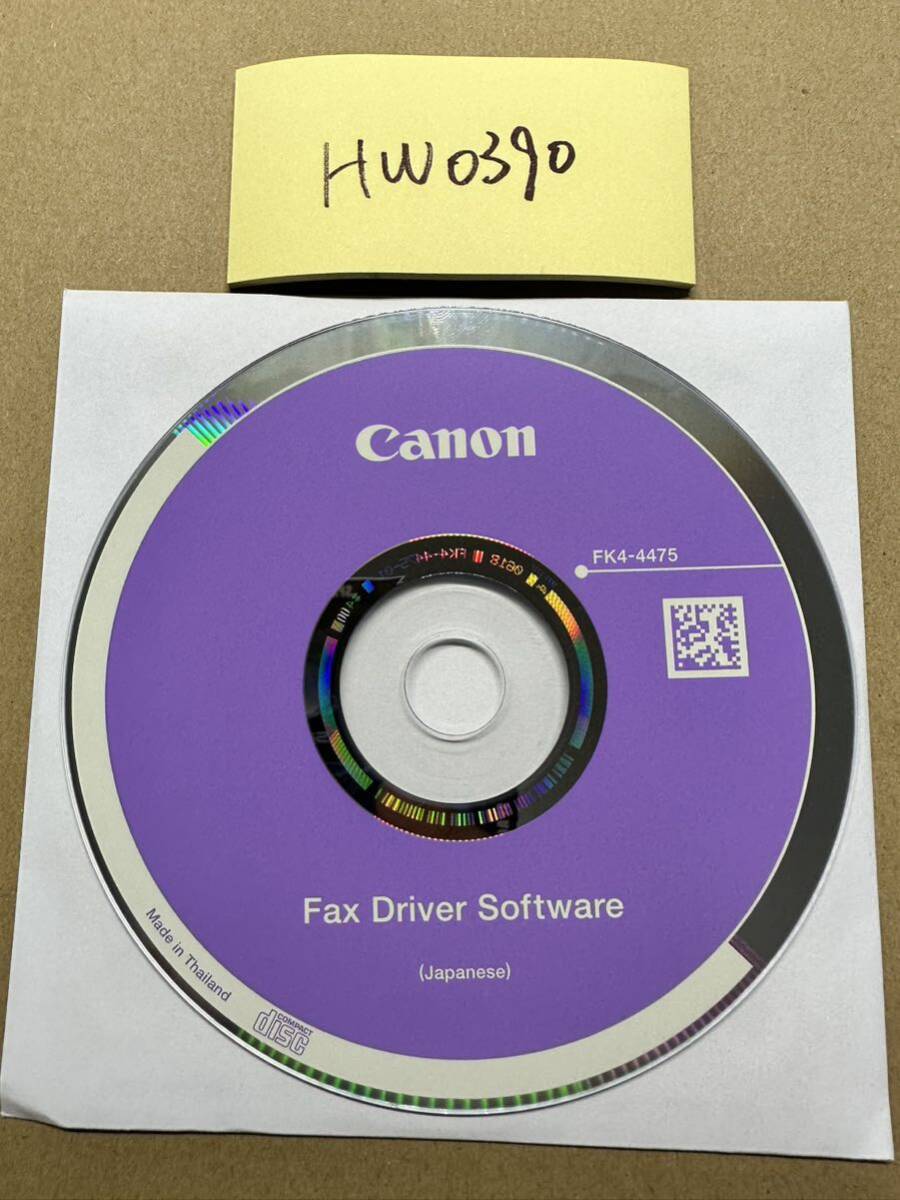 HW0390
Canon
FK4-4475
Fax Driver Software
(Japanese)
Made in Thailand
COMPACT
disc